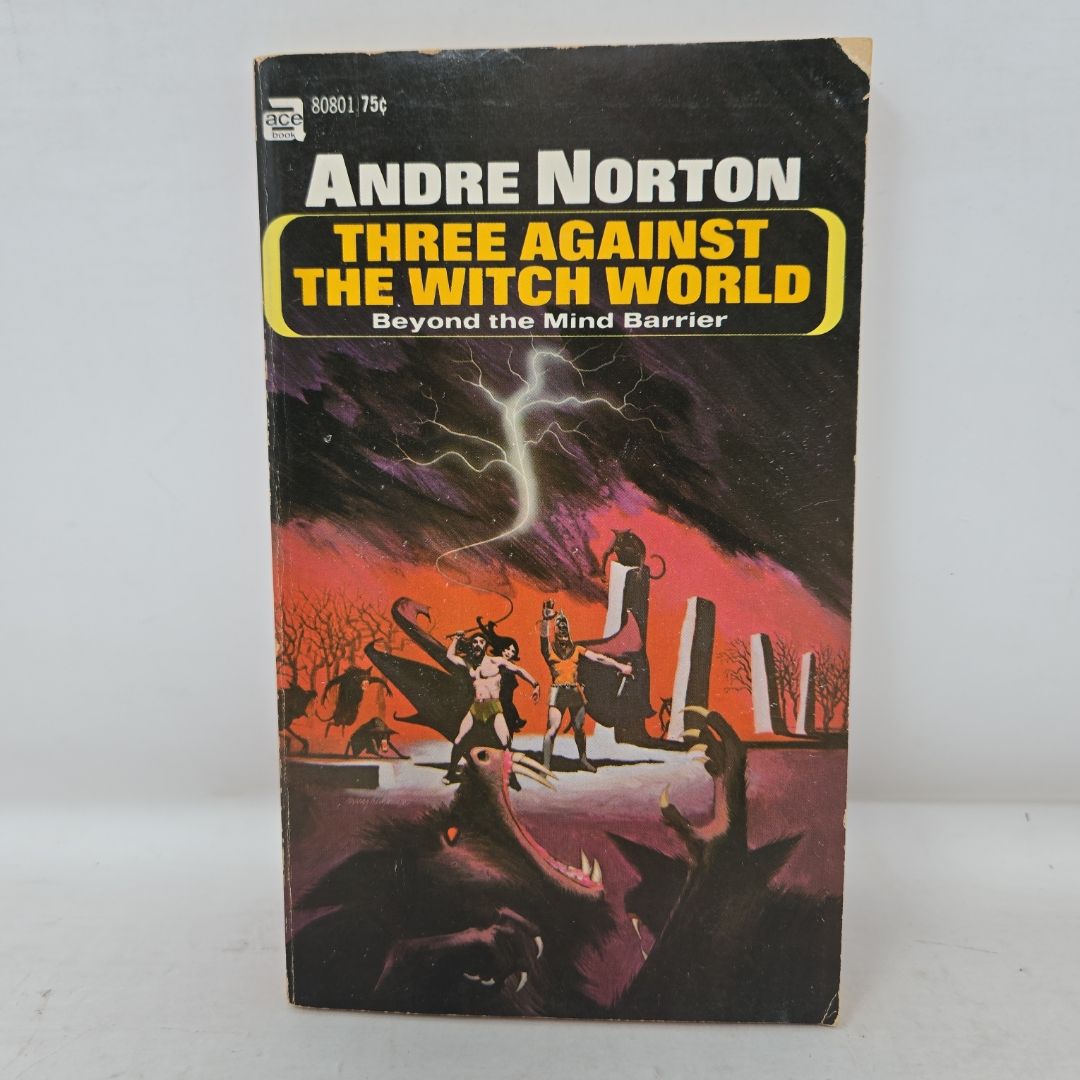 ace
book
80801 75¢
ANDRE NORTON
THREE AGAINST
THE WITCH WORLD
Beyond the Mind Barrier